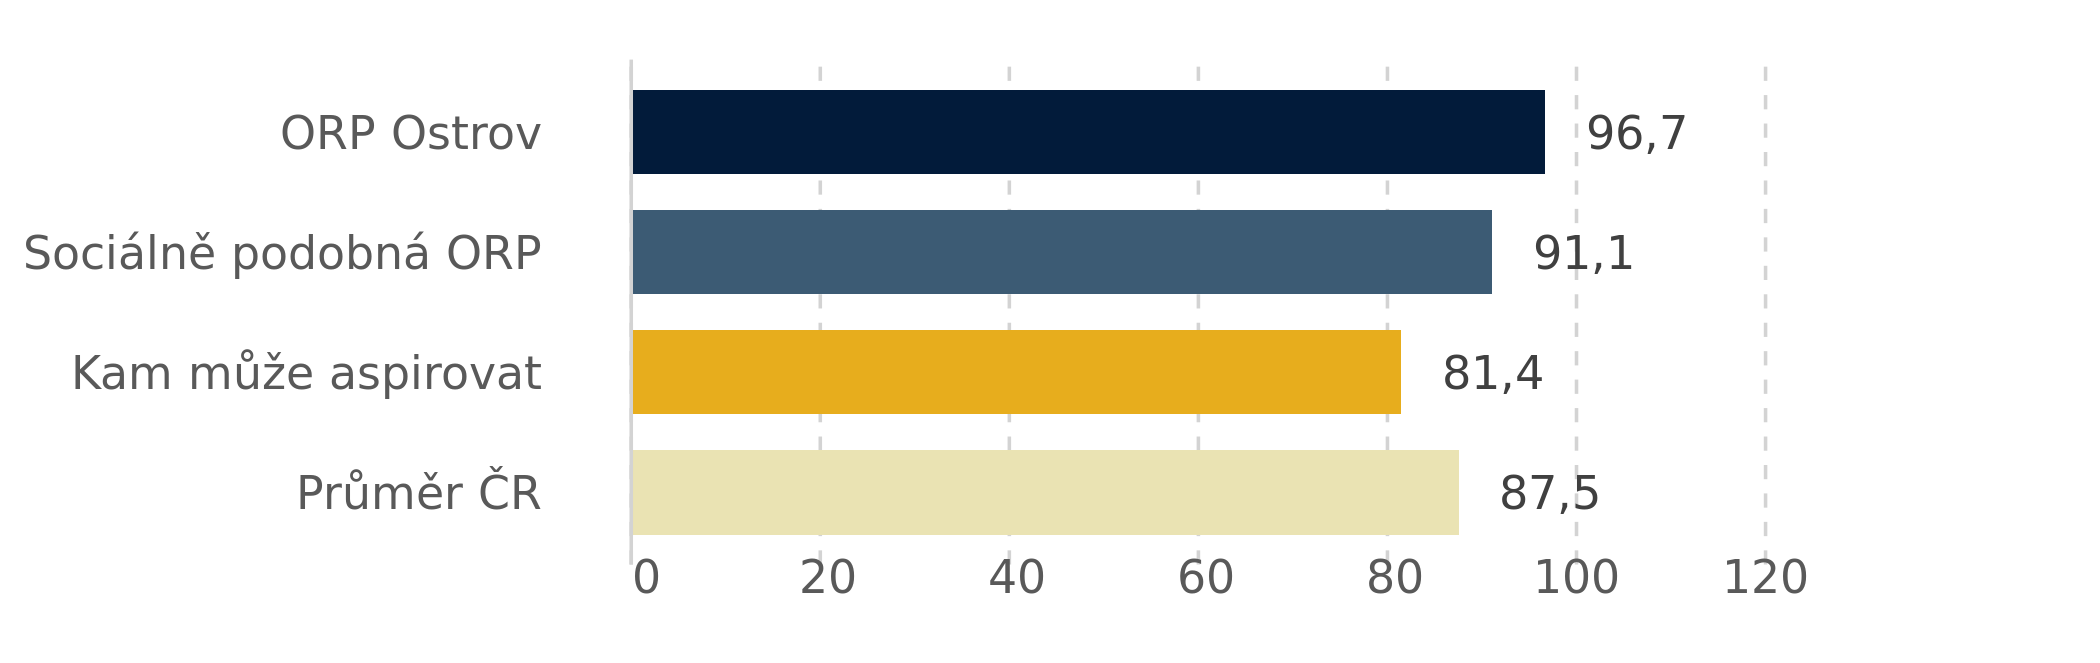 ORP Ostrov 96,7
Sociálně podobná ORP 91,1
Kam může aspirovat 81,4
Průměr ČR 87,5
0 20 40 60 80 100 120